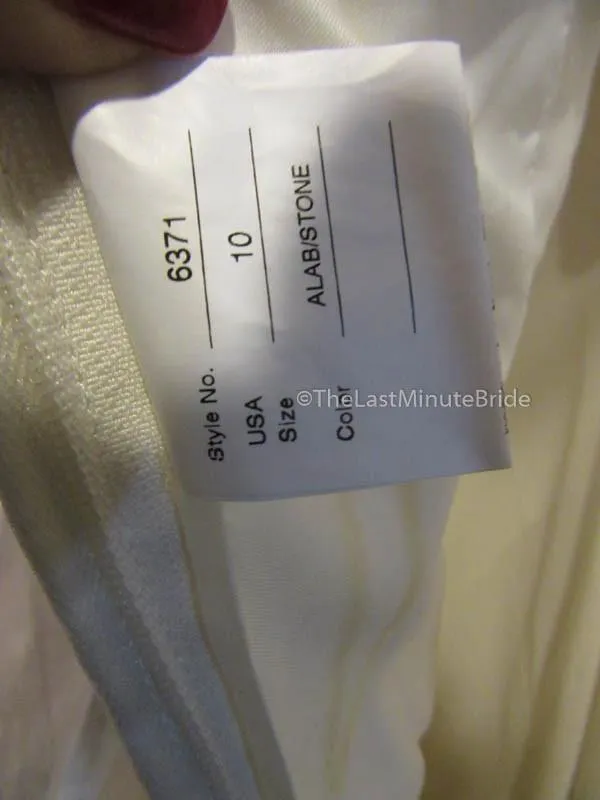 Style No. 6371
USA Size 10
Color ALAB/STONE
©TheLastMinuteBride